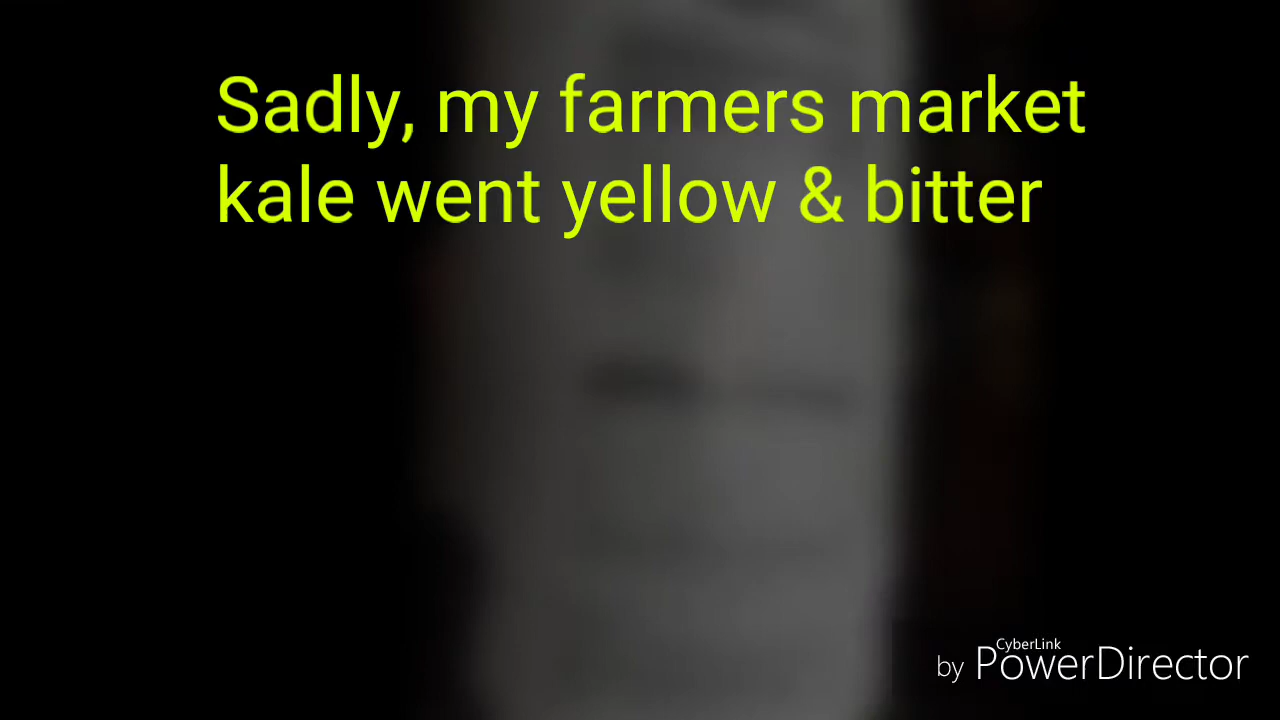 Sadly, my farmers market
kale went yellow & bitter
CyberLink
by PowerDirector